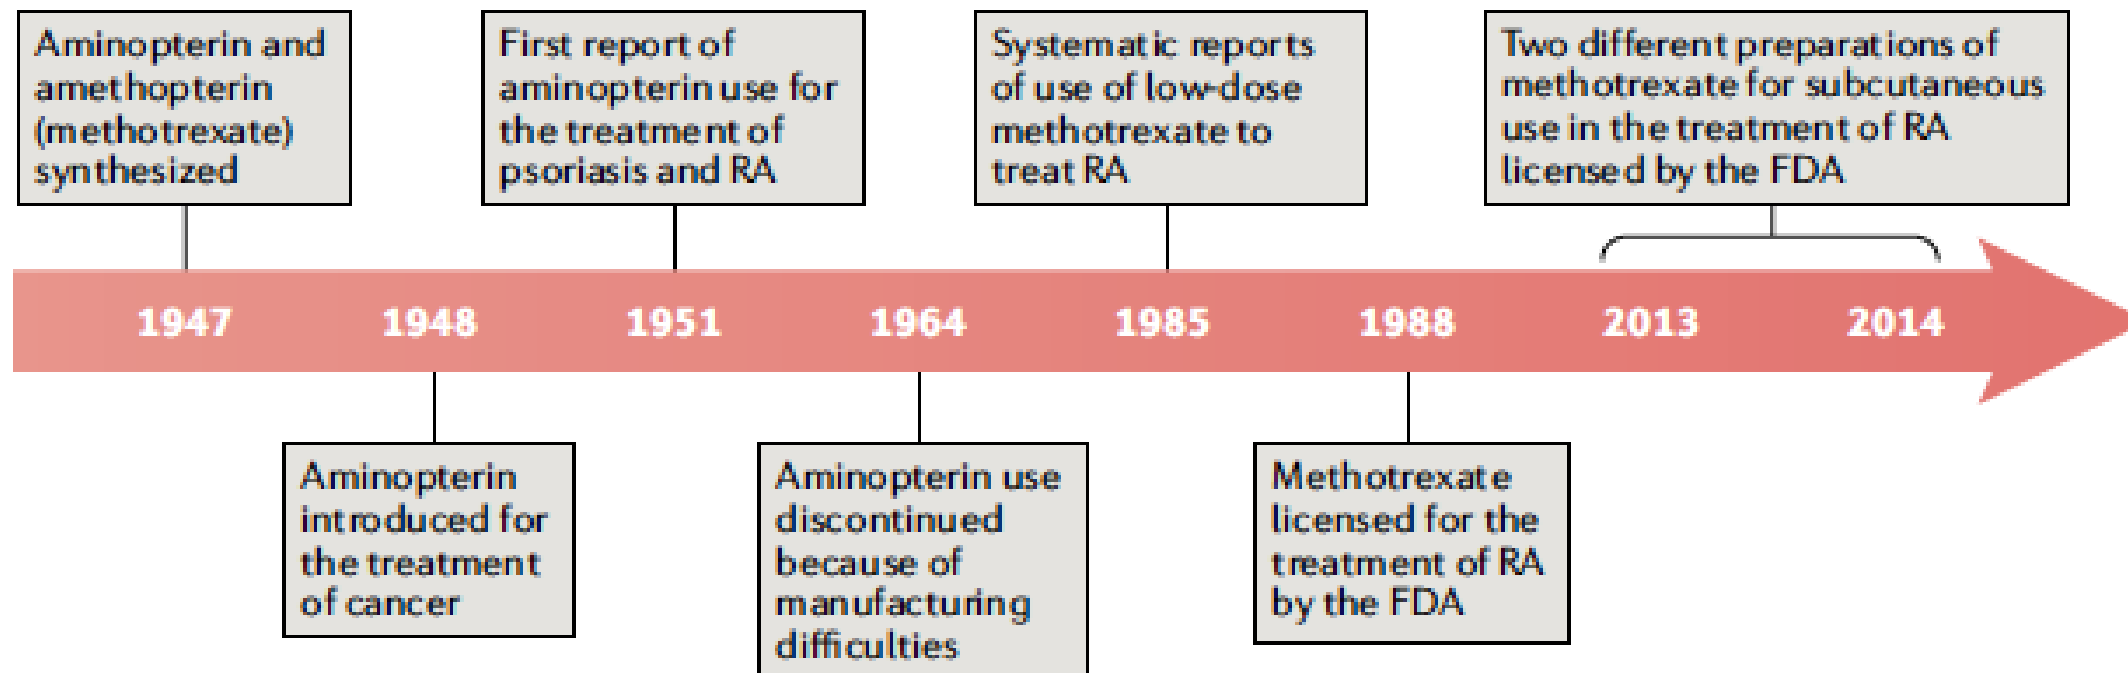 Aminopterin and
amethopterin
(methotrexate)
synthesized
First report of
aminopterin use for
the treatment of
psoriasis and RA
Systematic reports
of use of low-dose
methotrexate to
treat RA
Two different preparations of
methotrexate for subcutaneous
use in the treatment of RA
licensed by the FDA
1947 1948 1951 1964 1985 1988 2013 2014
Aminopterin
introduced for
the treatment
of cancer
Aminopterin use
discontinued
because of
manufacturing
difficulties
Methotrexate
licensed for the
treatment of RA
by the FDA